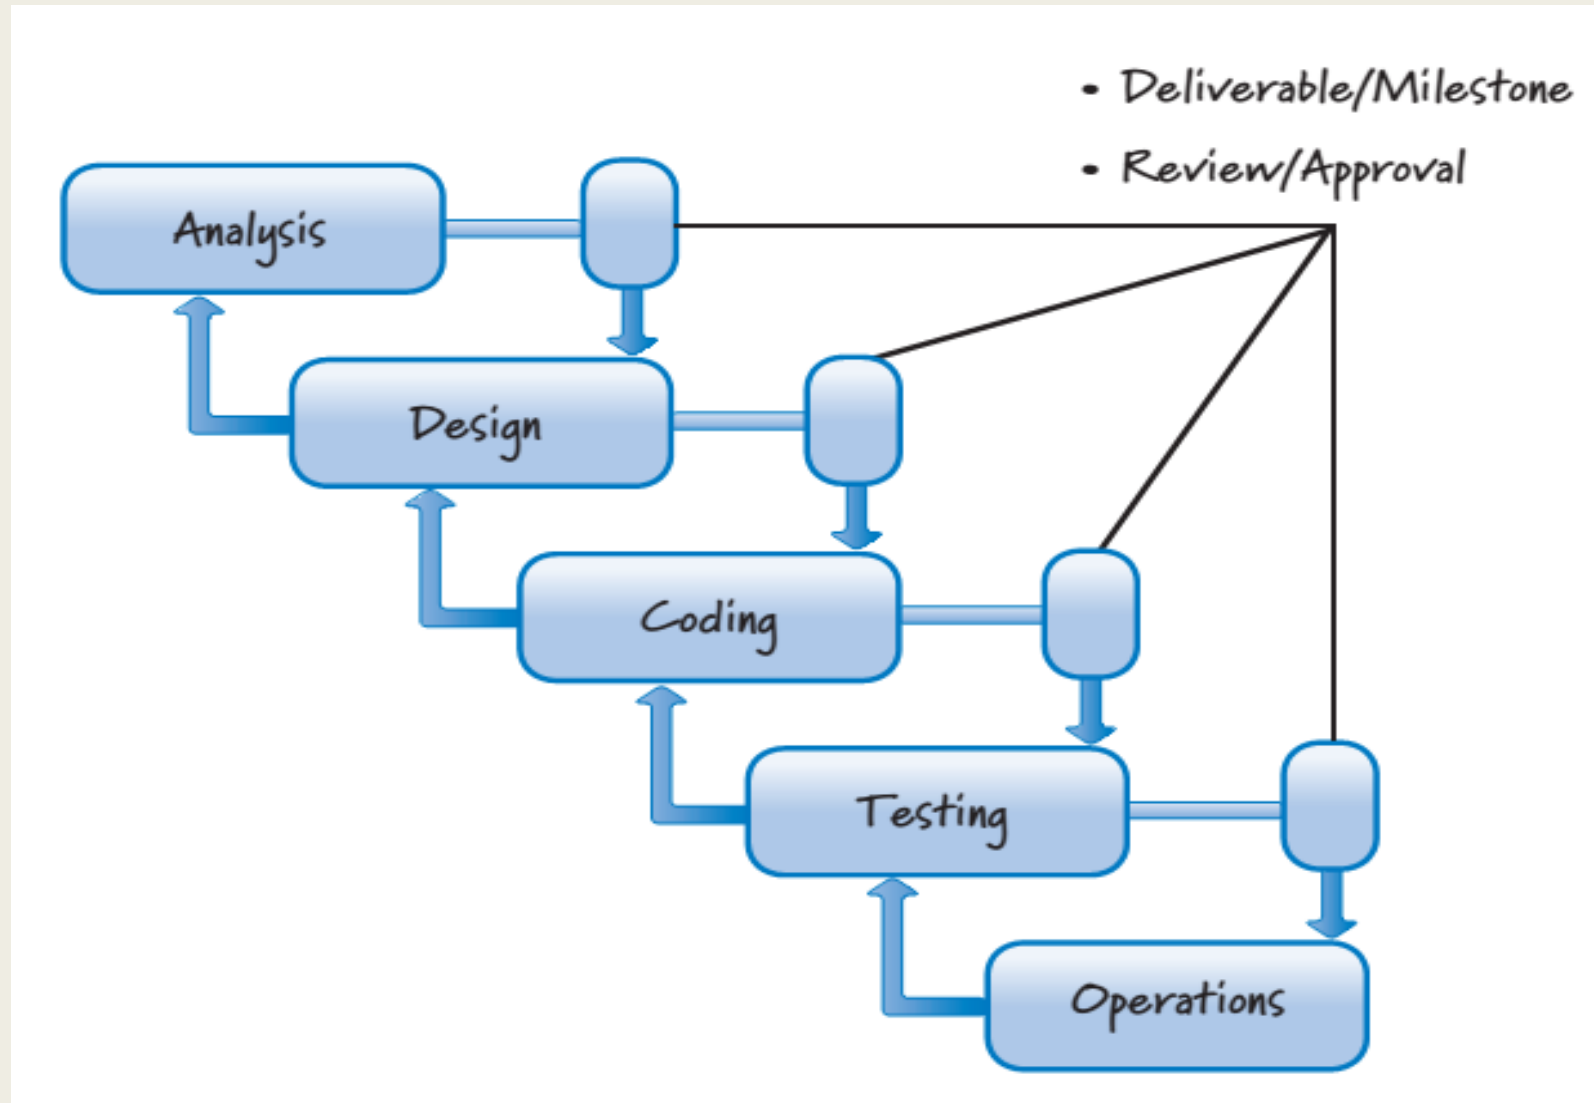 • Deliverable/Milestone
• Review/Approval
Analysis
Design
Coding
Testing
Operations